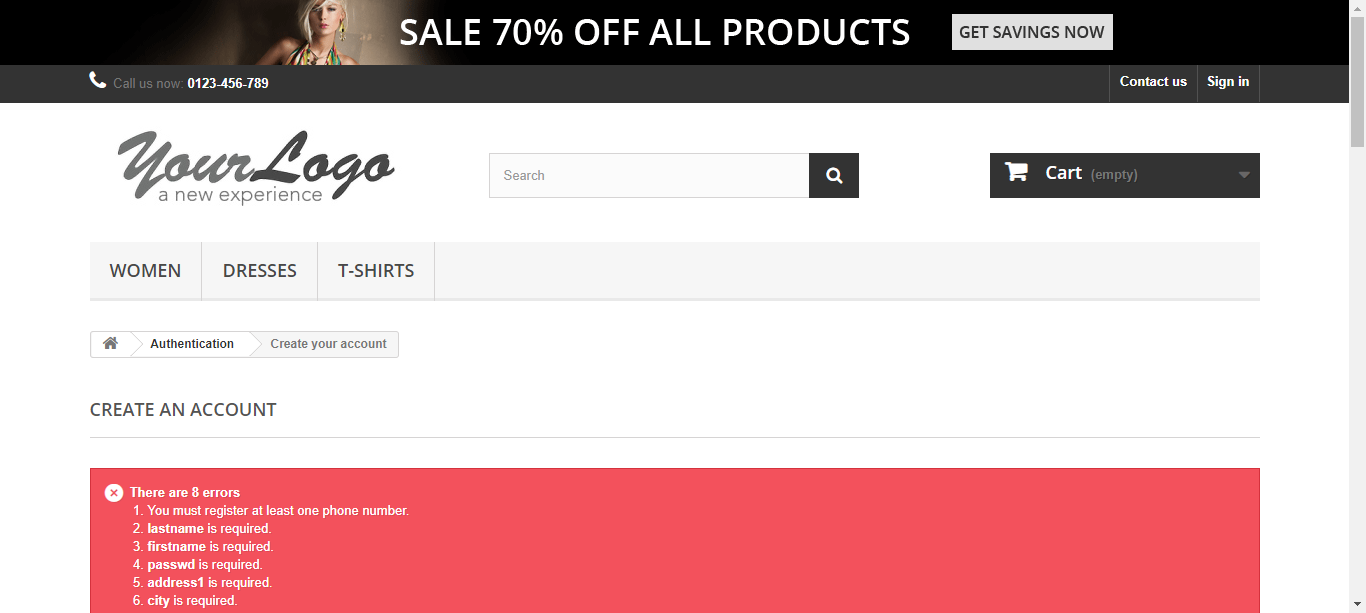 SALE 70% OFF ALL PRODUCTS GET SAVINGS NOW
Call us now: 0123-456-789 Contact us Sign in
YourLogo
a new experience
Search Cart (empty)
WOMEN DRESSES T-SHIRTS
Authentication Create your account
CREATE AN ACCOUNT
There are 8 errors
1. You must register at least one phone number.
2. lastname is required.
3. firstname is required.
4. passwd is required.
5. address1 is required.
6. city is required.